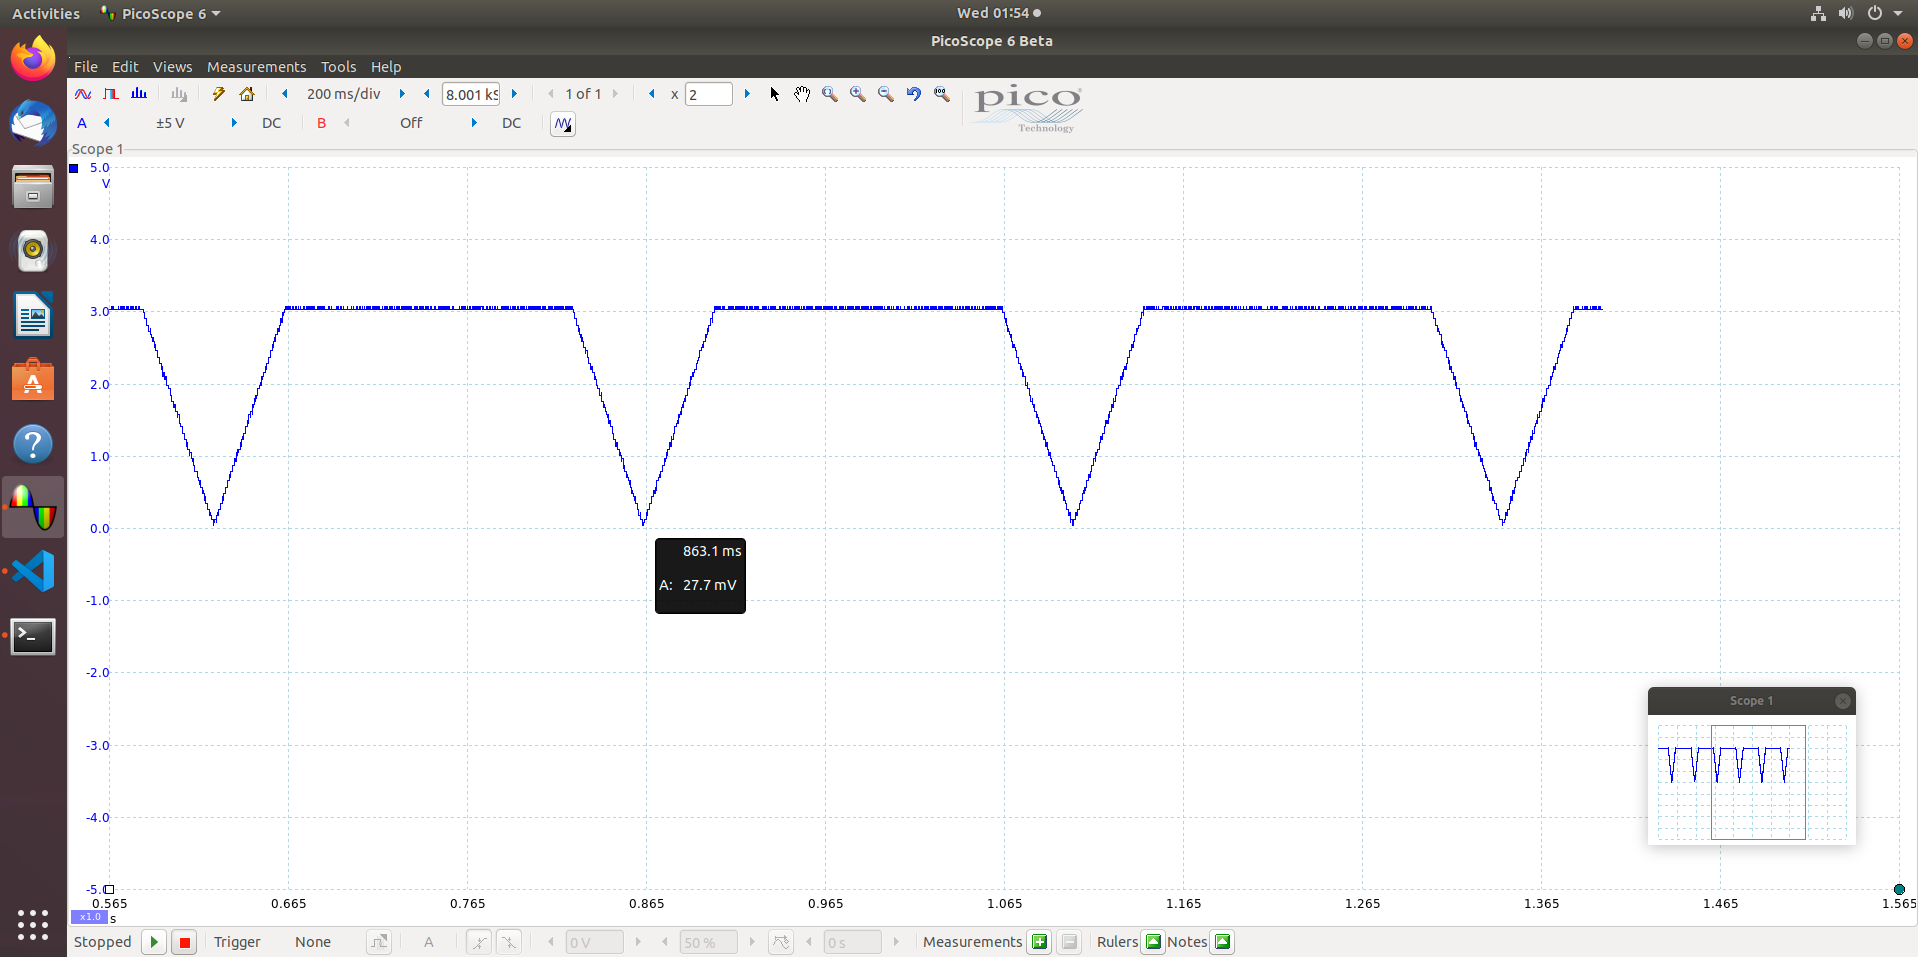 Activities PicoScope 6 Wed 01:54
PicoScope 6 Beta
File Edit Views Measurements Tools Help
200 ms/div 8.001 kS 1 of 1 x 2
A ±5 V DC B Off DC
pico
Technology
Scope 1
5.0
V
4.0
3.0
2.0
1.0
0.0
863.1 ms
A: 27.7 mV
-1.0
-2.0
-3.0
-4.0
-5.0
Scope 1
0.565 0.665 0.765 0.865 0.965 1.065 1.165 1.265 1.365 1.465 1.565
x1.0 s
Stopped Trigger None A 0 V 50 % 0 s Measurements Rulers Notes